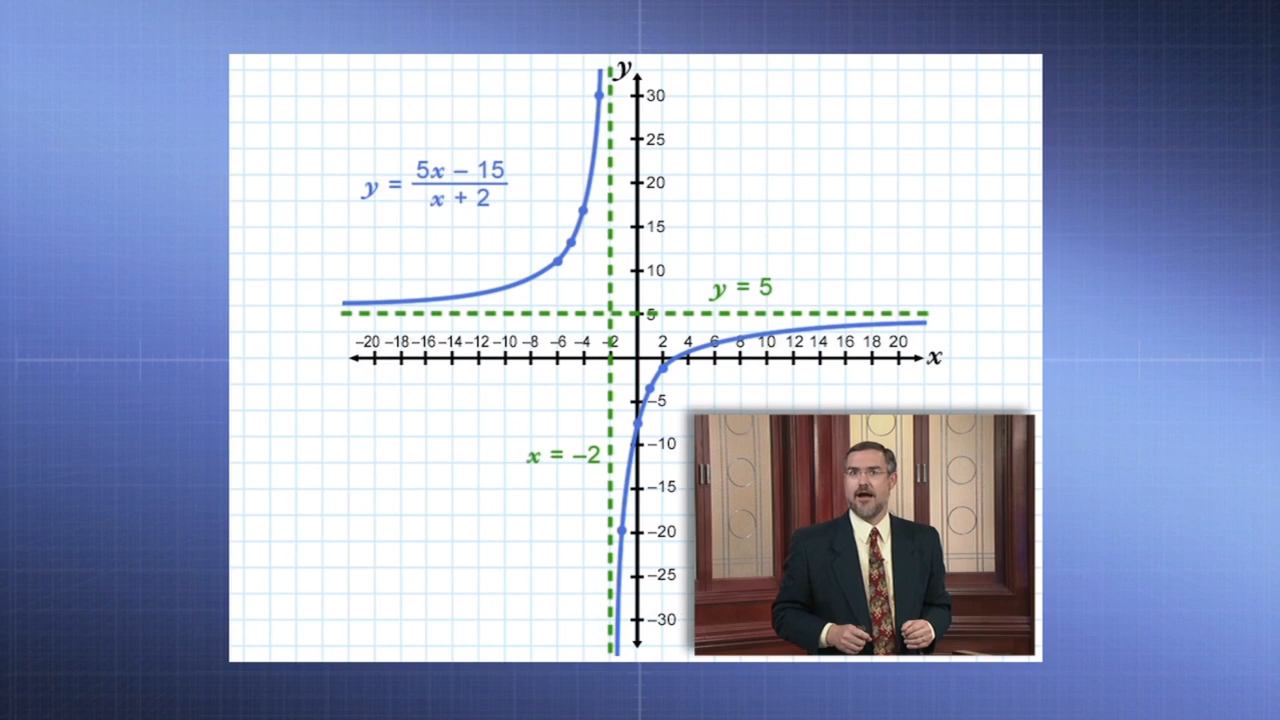 y
30
25
20
15
10
5
y = 5x – 15 / x + 2
y = 5
–20 –18 –16 –14 –12 –10 –8 –6 –4 –2 2 4 6 8 10 12 14 16 18 20
x
–5
–10
x = –2
–15
–20
–25
–30